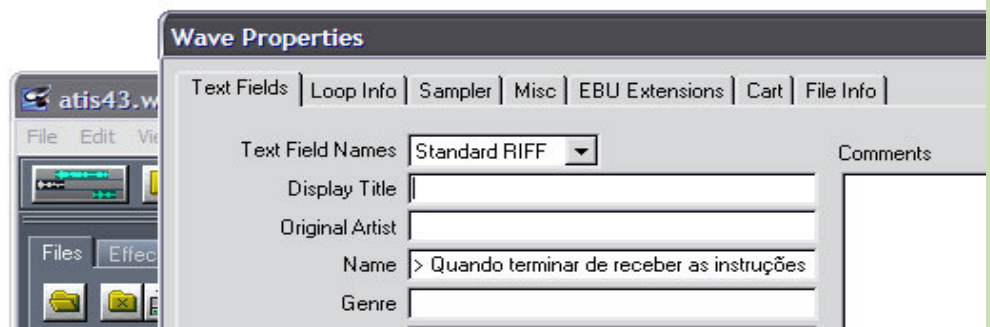 Wave Properties
atis43.w
Text Fields Loop Info Sampler Misc EBU Extensions Cart File Info
File Edit Vie
Text Field Names Standard RIFF Comments
Display Title
Original Artist
Files Effec
Name > Quando terminar de receber as instruções
Genre